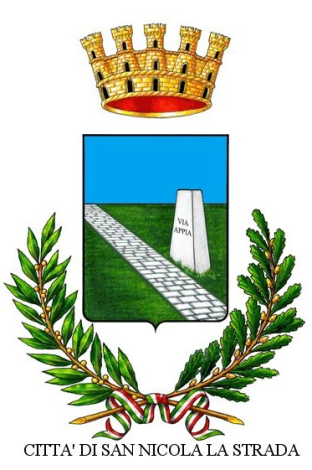 VIA
APPIA
CITTA' DI SAN NICOLA LA STRADA